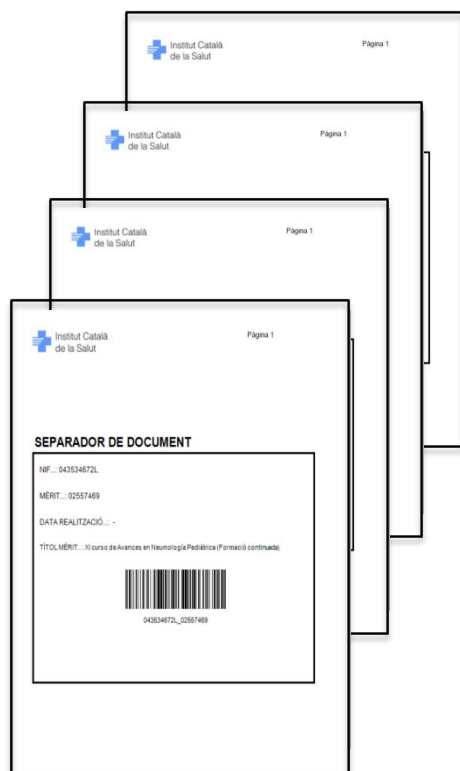 Institut Català
de la Salut
Pàgina 1
Institut Català
de la Salut
Pàgina 1
Institut Català
de la Salut
Pàgina 1
Institut Català
de la Salut
Pàgina 1
SEPARADOR DE DOCUMENT
NIF...: 043534672L
MÈRIT...: 02557469
DATA REALITZACIÓ...: -
TÍTOL MÈRIT...: XI curso de Avances en Neumología Pediátrica (Formació continuada)
043534672L_02557469